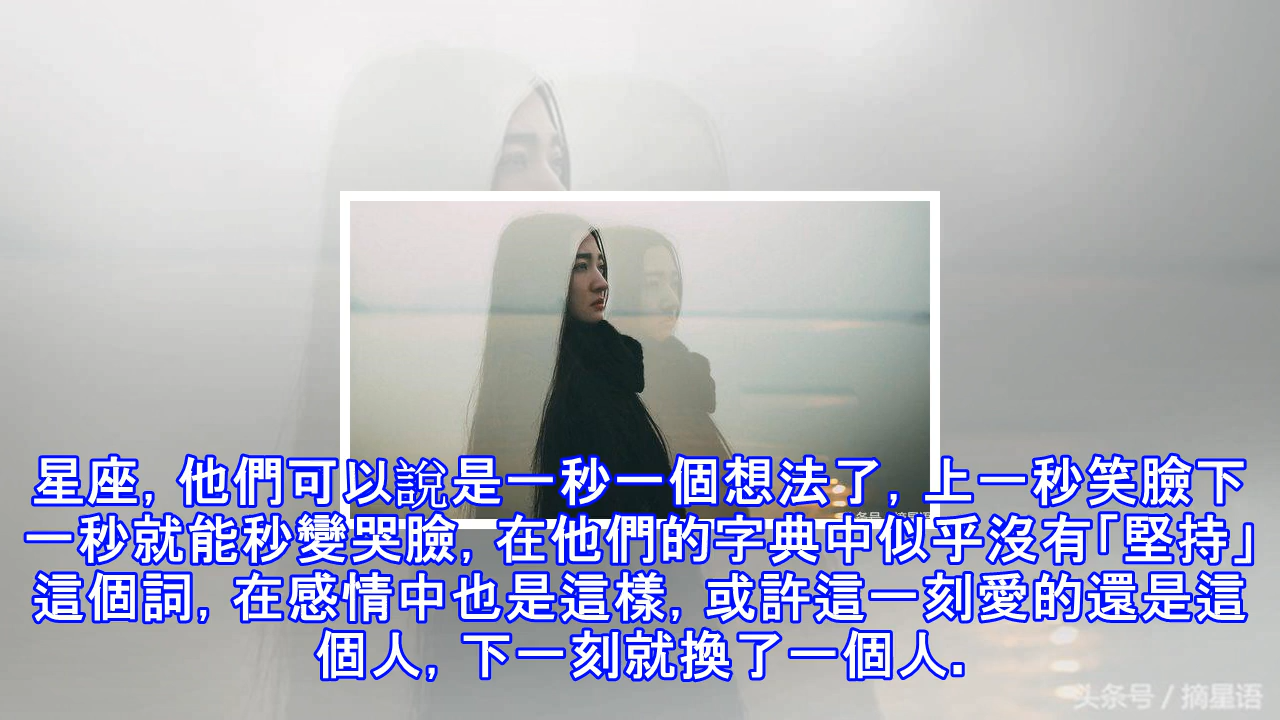 星座, 他們可以說是一秒一個想法了, 上一秒笑臉下
一秒就能秒變哭臉, 在他們的字典中似乎沒有「堅持」
這個詞, 在感情中也是這樣, 或許這一刻愛的還是這
個人, 下一刻就換了一個人.
头条号 / 摘星语